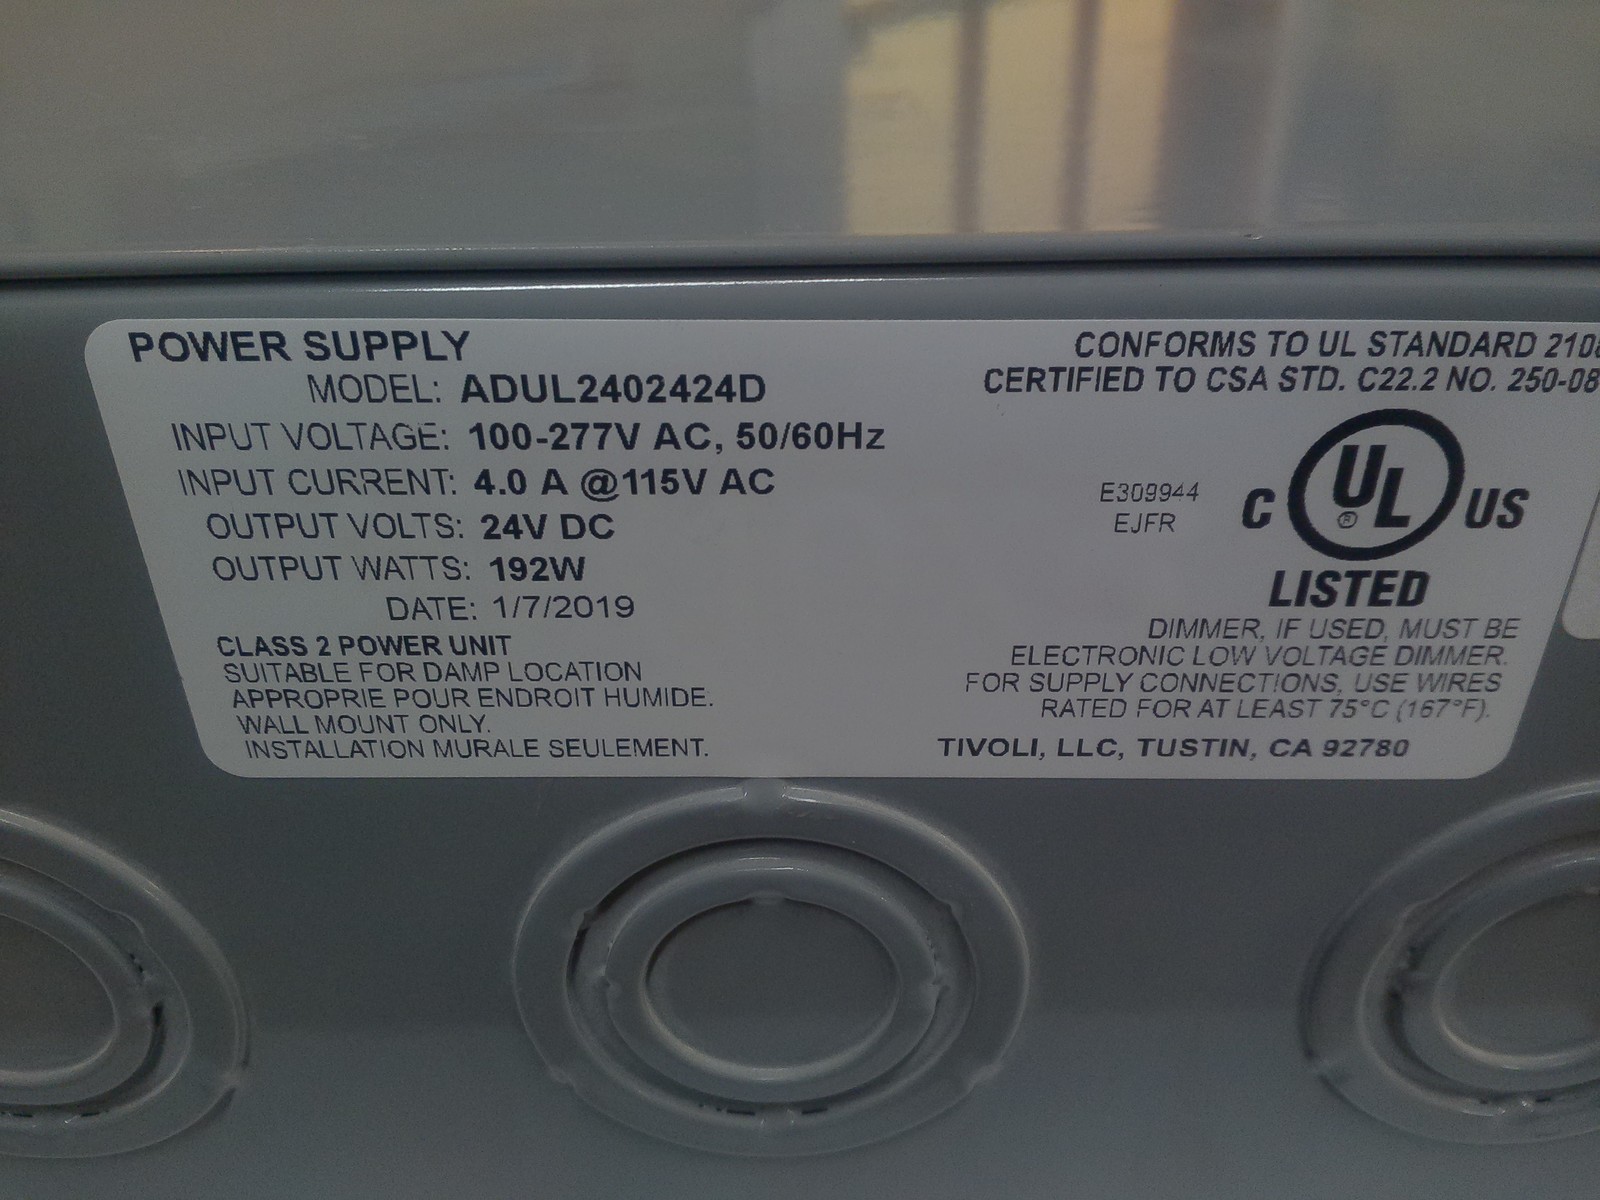 POWER SUPPLY
MODEL: ADUL2402424D
INPUT VOLTAGE: 100-277V AC, 50/60Hz
INPUT CURRENT: 4.0 A @115V AC
OUTPUT VOLTS: 24V DC
OUTPUT WATTS: 192W
DATE: 1/7/2019
CLASS 2 POWER UNIT
SUITABLE FOR DAMP LOCATION
APPROPRIE POUR ENDROIT HUMIDE.
WALL MOUNT ONLY.
INSTALLATION MURALE SEULEMENT.
CONFORMS TO UL STANDARD 2108
CERTIFIED TO CSA STD. C22.2 NO. 250-08
E309944
EJFR
C UL ® US
LISTED
DIMMER, IF USED, MUST BE
ELECTRONIC LOW VOLTAGE DIMMER.
FOR SUPPLY CONNECTIONS, USE WIRES
RATED FOR AT LEAST 75°C (167°F).
TIVOLI, LLC, TUSTIN, CA 92780